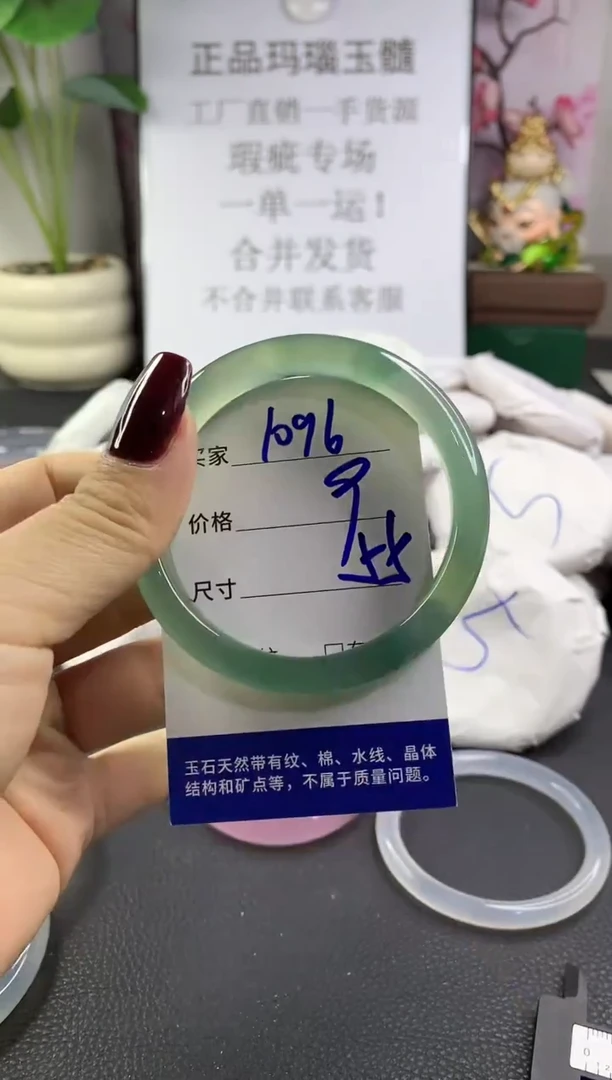 正品玛瑙玉髓
工厂直销一手货源
瑕疵专场
一单一运！
合并发货
不合并联系客服
买家 1096
价格
尺寸
玉石天然带有纹、棉、水线、晶体
结构和矿点等，不属于质量问题。
0